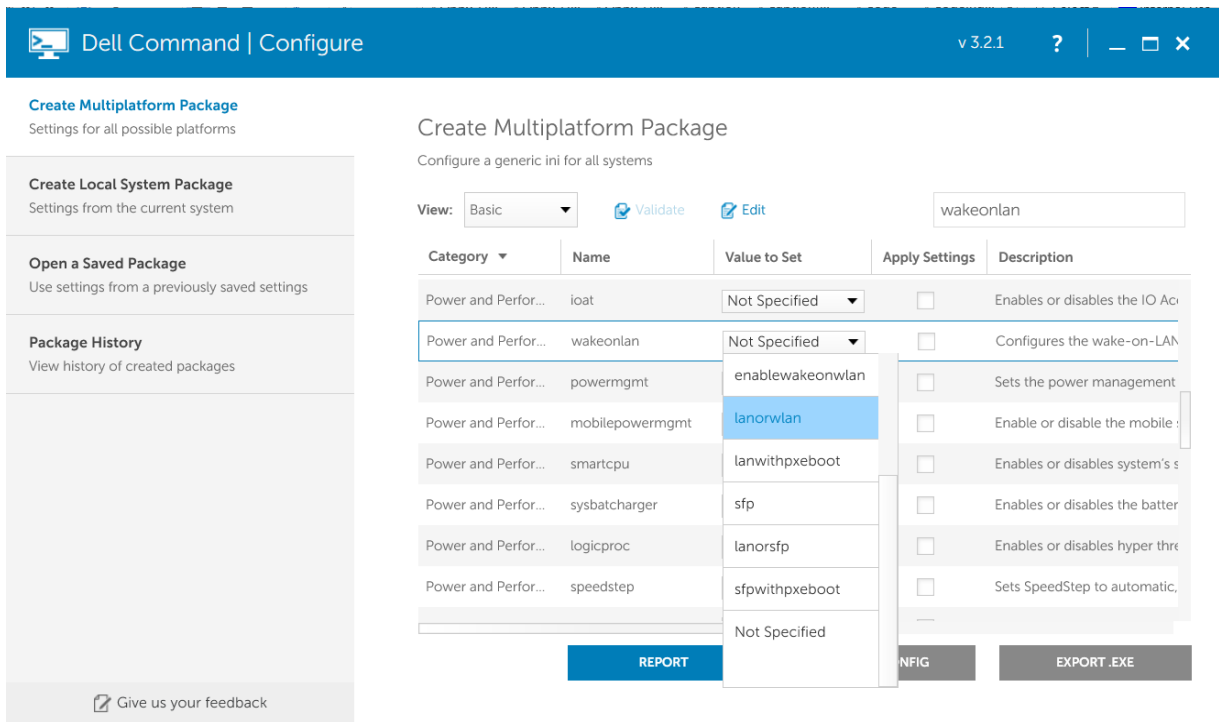 Dell Command | Configure
v 3.2.1
?
Create Multiplatform Package
Settings for all possible platforms
Create Local System Package
Settings from the current system
Open a Saved Package
Use settings from a previously saved settings
Package History
View history of created packages
Give us your feedback
Create Multiplatform Package
Configure a generic ini for all systems
View: Basic Validate Edit wakeonlan
Category Name Value to Set Apply Settings Description
Power and Perfor... ioat Not Specified Enables or disables the IO
Power and Perfor... wakeonlan Not Specified Configures the wake-on-LAN
enablewakeonwlan
Power and Perfor... powermgmt Sets the power management
lanorwlan
Power and Perfor... mobilepowermgmt Enable or disable the mobile
lanwithpxeboot
Power and Perfor... smartcpu Enables or disables system's
sfp
Power and Perfor... sysbatcharger Enables or disables the
lanorsfp
Power and Perfor... logicproc Enables or disables hyper
sfpwithpxeboot
Power and Perfor... speedstep Sets SpeedStep to automatic,
Not Specified
REPORT NFIG EXPORT .EXE